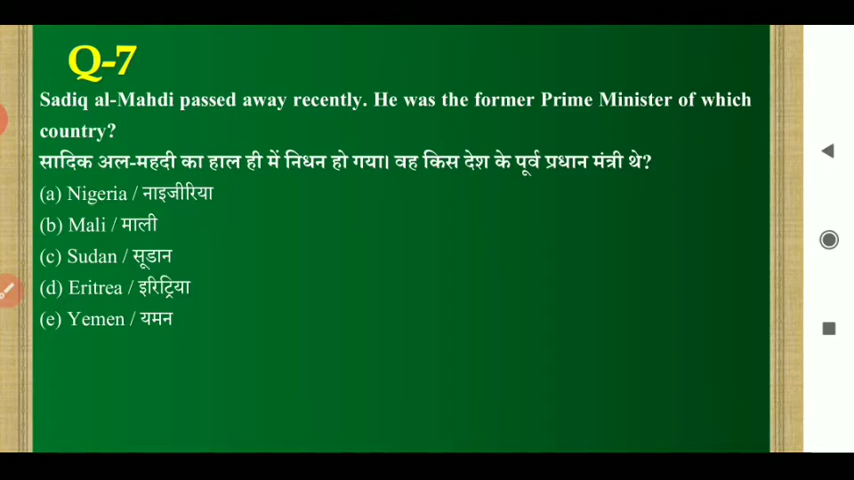 Q-7
Sadiq al-Mahdi passed away recently. He was the former Prime Minister of which
country?
सादिक अल-महदी का हाल ही में निधन हो गया। वह किस देश के पूर्व प्रधान मंत्री थे?
(a) Nigeria / नाइजीरिया
(b) Mali / माली
(c) Sudan / सूडान
(d) Eritrea / इरिट्रिया
(e) Yemen / यमन